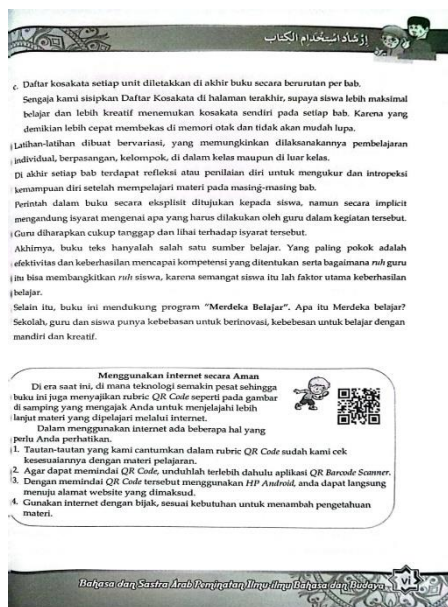 إرشاد استخدام الكتاب
c. Daftar kosakata setiap unit diletakkan di akhir buku secara berurutan per bab.
Sengaja kami sisipkan Daftar Kosakata di halaman terakhir, supaya siswa lebih maksimal
belajar dan lebih kreatif menemukan kosakata sendiri pada setiap bab. Karena yang
demikian lebih cepat membekas di memori otak dan tidak akan mudah lupa.
Latihan-latihan dibuat bervariasi, yang memungkinkan dilaksanakannya pembelajaran
individual, berpasangan, kelompok, di dalam kelas maupun di luar kelas.
Di akhir setiap bab terdapat refleksi atau penilaian diri untuk mengukur dan intropeksi
kemampuan diri setelah mempelajari materi pada masing-masing bab.
Perintah dalam buku secara eksplisit ditujukan kepada siswa, namun secara implicit
mengandung isyarat mengenai apa yang harus dilakukan oleh guru dalam kegiatan tersebut.
Guru diharapkan cukup tanggap dan lihai terhadap isyarat tersebut.
Akhirnya, buku teks hanyalah salah satu sumber belajar. Yang paling pokok adalah
efektivitas dan keberhasilan mencapai kompetensi yang ditentukan serta bagaimana ruh guru
itu bisa membangkitkan ruh siswa, karena semangat siswa itu lah faktor utama keberhasilan
belajar.
Selain itu, buku ini mendukung program "Merdeka Belajar". Apa itu Merdeka belajar?
Sekolah, guru dan siswa punya kebebasan untuk berinovasi, kebebesan untuk belajar dengan
mandiri dan kreatif.
Menggunakan internet secara Aman
Di era saat ini, di mana teknologi semakin pesat sehingga
buku ini juga menyajikan rubric QR Code seperti pada gambar
di samping yang mengajak Anda untuk menjelajahi lebih
lanjut materi yang dipelajari melalui internet.
Dalam menggunakan internet ada beberapa hal yang
perlu Anda perhatikan.
1. Tautan-tautan yang kami cantumkan dalam rubric QR Code sudah kami cek
kesesuaiannya dengan materi pelajaran.
2. Agar dapat memindai QR Code, unduhlah terlebih dahulu aplikasi QR Barcode Scanner.
3. Dengan memindai QR Code tersebut menggunakan HP Android, anda dapat langsung
menuju alamat website yang dimaksud.
4. Gunakan internet dengan bijak, sesuai kebutuhan untuk menambah pengetahuan
materi.
Bahasa dan Sastra Arab Peminatan Ilmu-ilmu Bahasa dan Budaya
vi